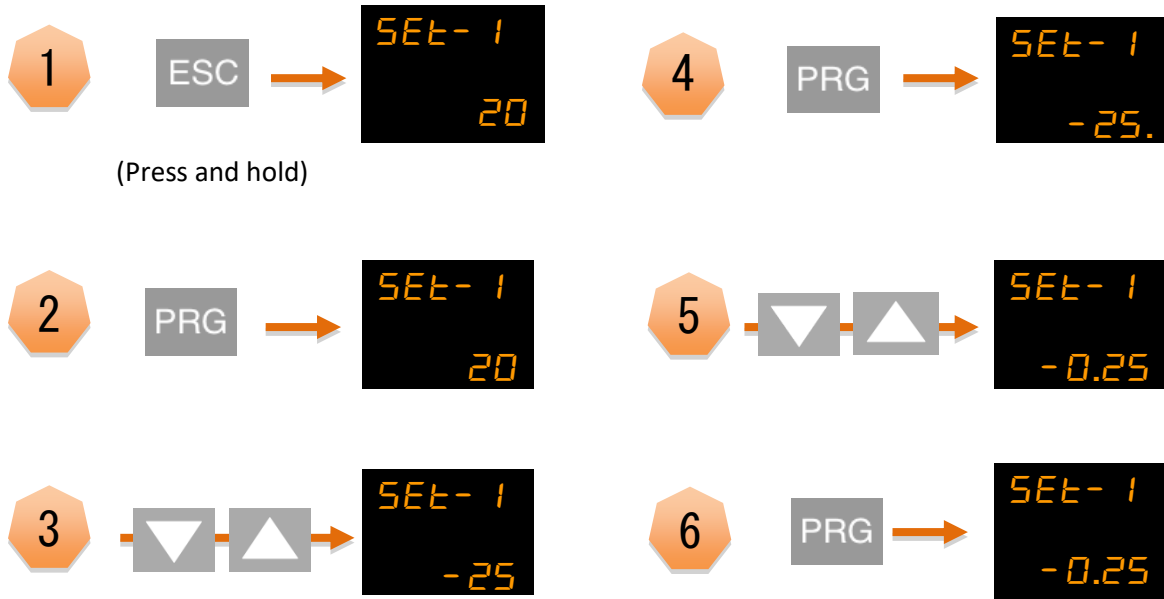 1
ESC
SEt- 1
20
(Press and hold)
2
PRG
SEt- 1
20
3
SEt- 1
-25
4
PRG
SEt- 1
-25.
5
SEt- 1
-0.25
6
PRG
SEt- 1
-0.25